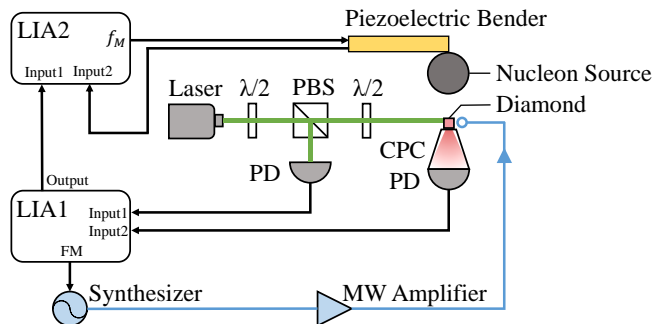 Piezoelectric Bender
LIA2
f_M
Input1 Input2
Nucleon Source
Laser λ/2 PBS λ/2
Diamond
CPC
PD
PD
Output
LIA1
Input1
Input2
FM
Synthesizer
MW Amplifier